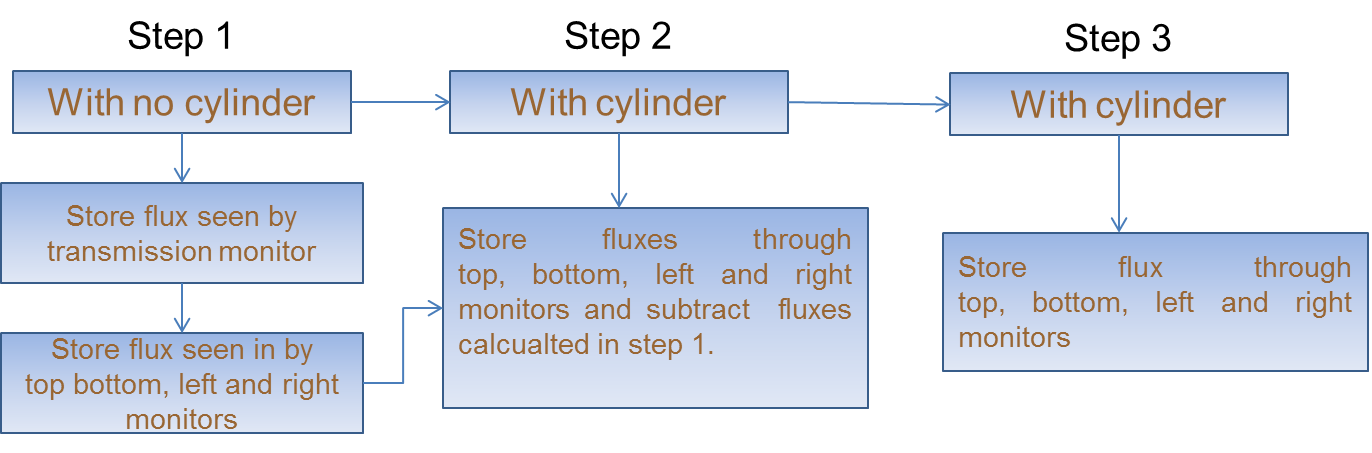 Step 1
With no cylinder
Store flux seen by
transmission monitor
Store flux seen in by
top bottom, left and right
monitors
Step 2
With cylinder
Store fluxes through
top, bottom, left and right
monitors and subtract fluxes
calcualted in step 1.
Step 3
With cylinder
Store flux through
top, bottom, left and right
monitors